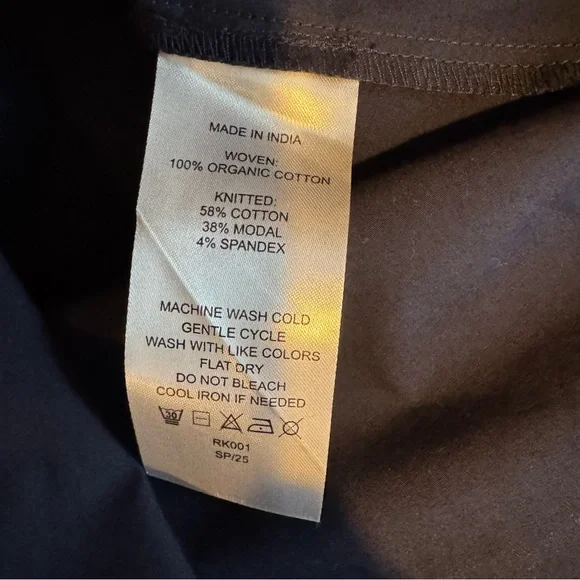 MADE IN INDIA
WOVEN:
100% ORGANIC COTTON
KNITTED:
58% COTTON
38% MODAL
4% SPANDEX
MACHINE WASH COLD
GENTLE CYCLE
WASH WITH LIKE COLORS
FLAT DRY
DO NOT BLEACH
COOL IRON IF NEEDED
30
RK001
SP/25